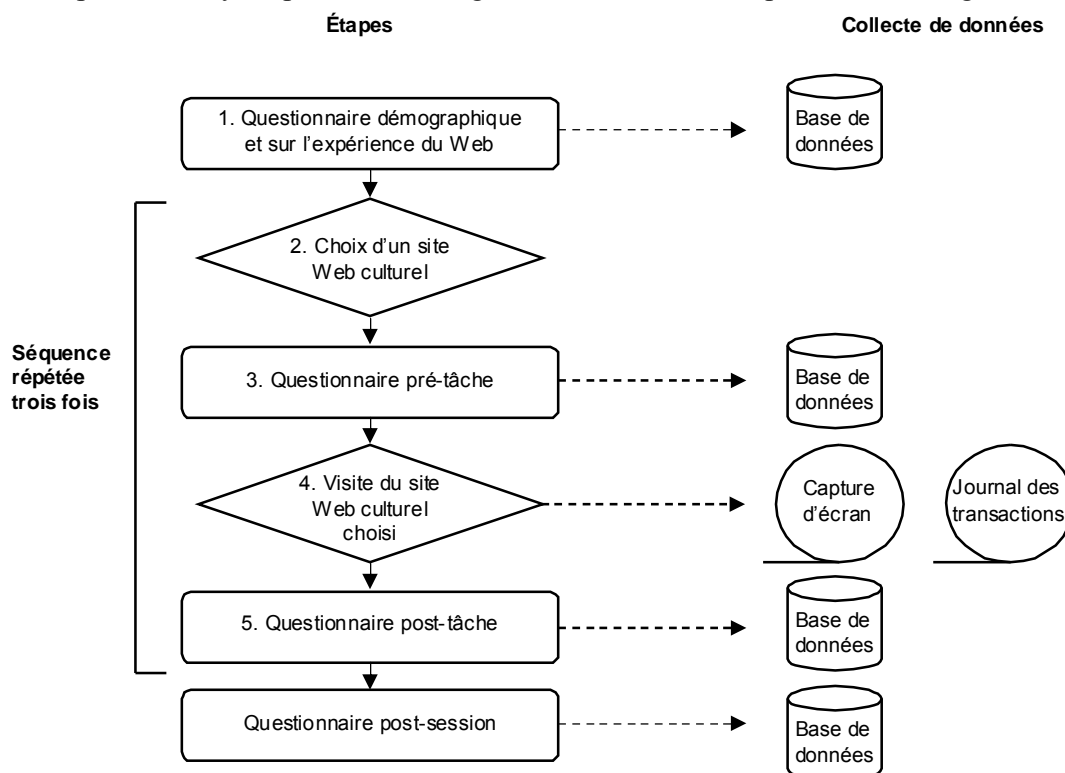 Étapes
Collecte de données
1. Questionnaire démographique
et sur l'expérience du Web
Base de
données
2. Choix d'un site
Web culturel
Séquence
répétée
trois fois
3. Questionnaire pré-tâche
Base de
données
4. Visite du site
Web culturel
choisi
Capture
d'écran
Journal des
transactions
5. Questionnaire post-tâche
Base de
données
Questionnaire post-session
Base de
données